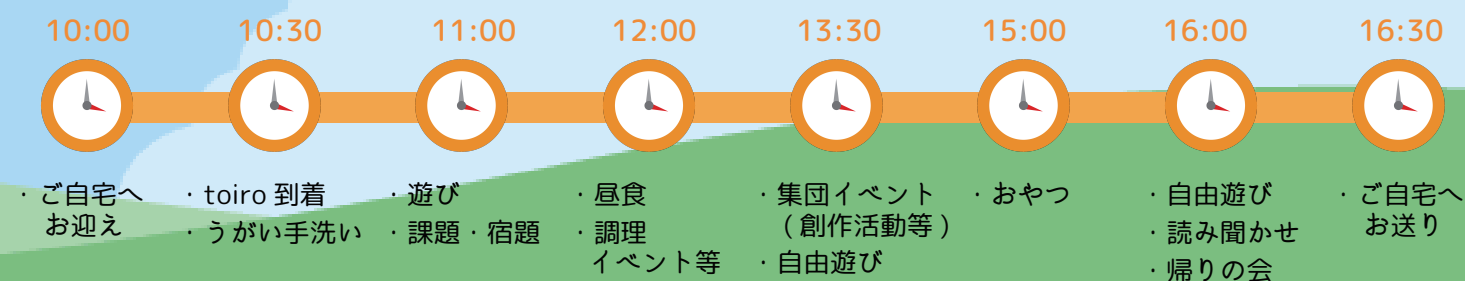 10:00
10:30
11:00
12:00
13:30
15:00
16:00
16:30
・ご自宅へ
お迎え
・toiro 到着
・うがい手洗い
・遊び
・課題・宿題
・昼食
・調理
イベント等
・集団イベント
( 創作活動等 )
・自由遊び
・おやつ
・自由遊び
・読み聞かせ
・帰りの会
・ご自宅へ
お送り